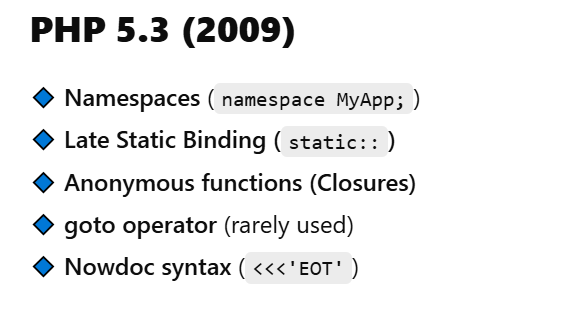 PHP 5.3 (2009)
Namespaces (namespace MyApp;)
Late Static Binding (static::)
Anonymous functions (Closures)
goto operator (rarely used)
Nowdoc syntax (<<<'EOT')